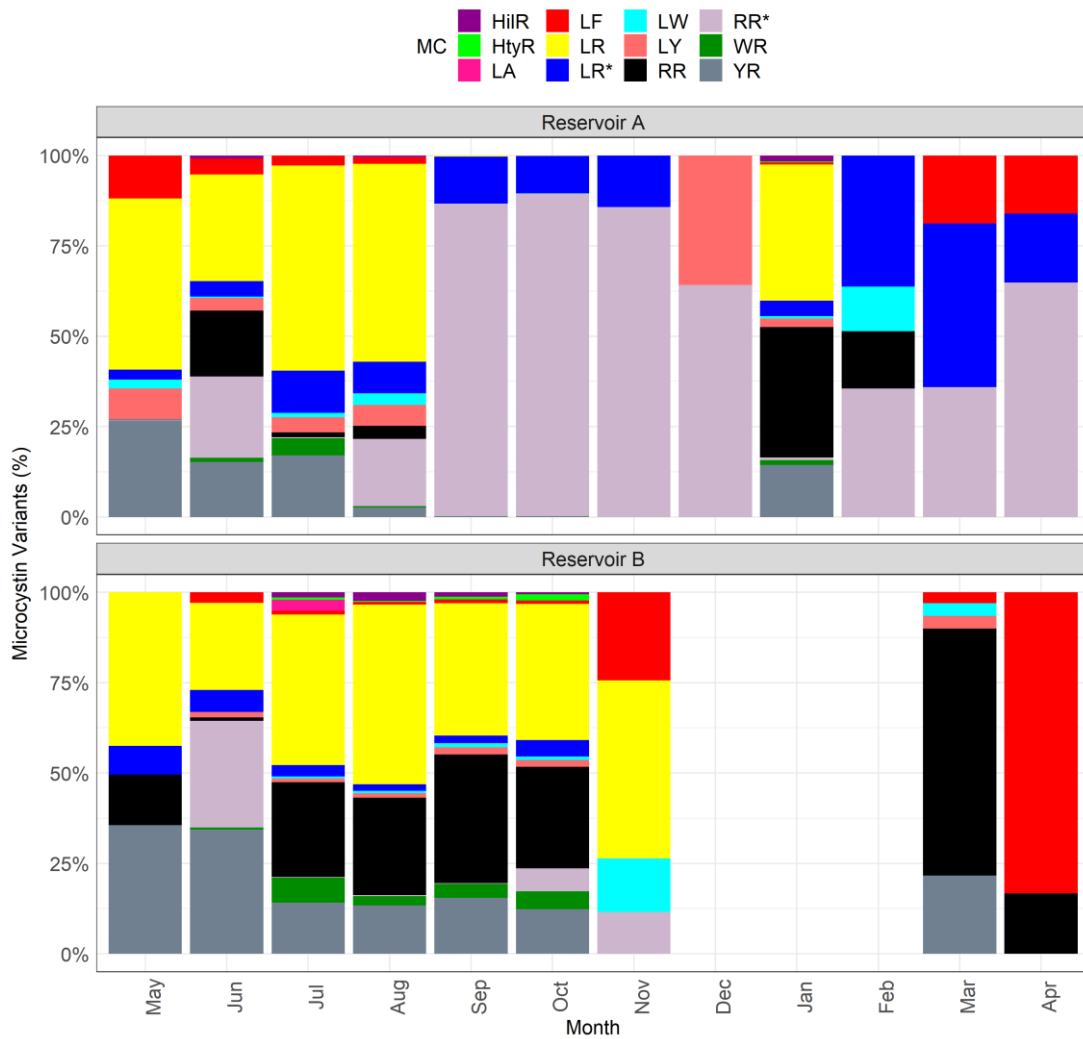 HilR LF LW RR*
MC HtyR LR LY WR
LA LR* RR YR
Reservoir A
100%
75%
50%
25%
0%
Reservoir B
100%
75%
50%
25%
0%
Microcystin Variants (%)
May Jun Jul Aug Sep Oct Nov Dec Jan Feb Mar Apr
Month